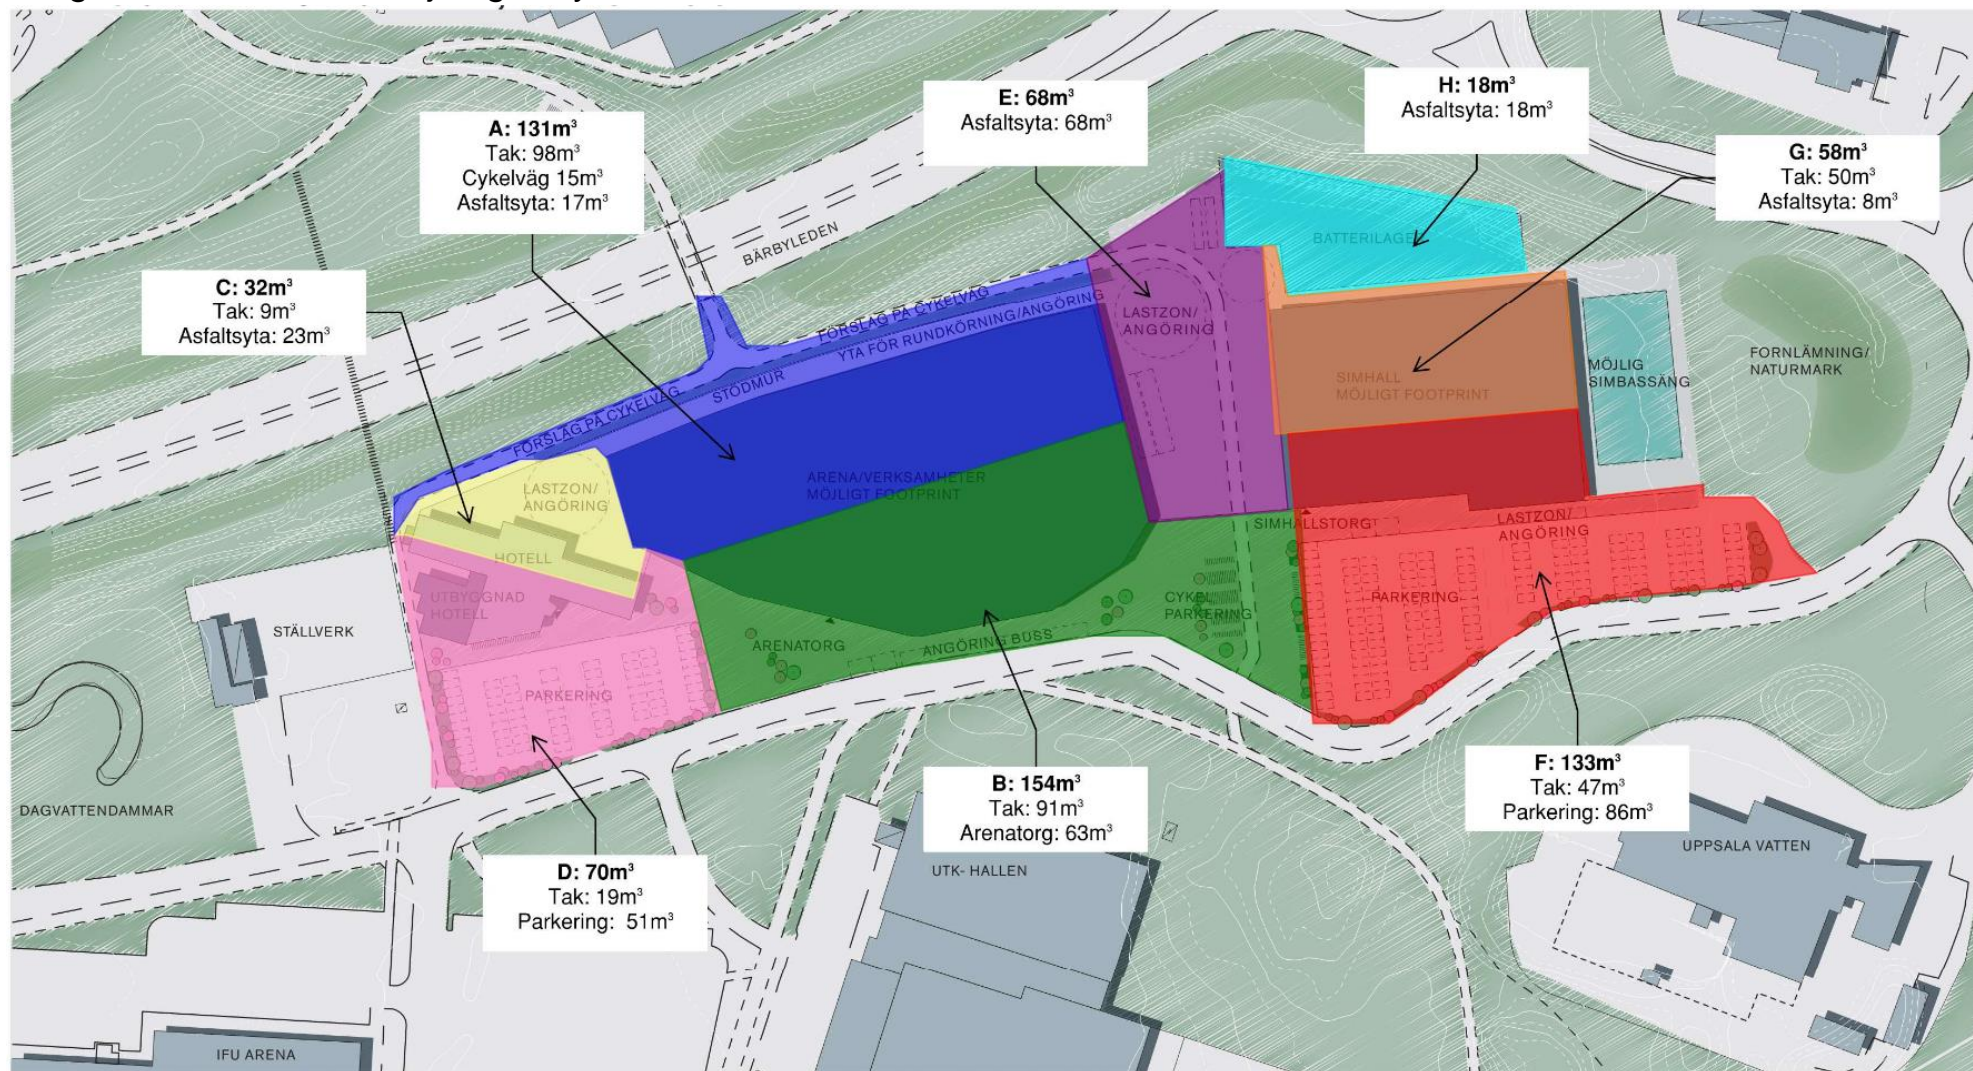 E: 68m³
Asfaltsyta: 68m³
H: 18m³
Asfaltsyta: 18m³
A: 131m³
Tak: 98m³
Cykelväg 15m³
Asfaltsyta: 17m³
G: 58m³
Tak: 50m³
Asfaltsyta: 8m³
C: 32m³
Tak: 9m³
Asfaltsyta: 23m³
BÄRBYLEDEN
BATTERILAGER
FÖRSLAG PÅ CYKELVÄG
YTA FÖR RUNDKÖRNING/ANGÖRING
LASTZON/
ANGÖRING
STÖDMUR
FÖRSLAG PÅ CYKELVÄG
SIMHALL
MÖJLIGT FOOTPRINT
MÖJLIG
SIMBASSÄNG
FORNLÄMNING/
NATURMARK
ARENA/VERKSAMHETER
MÖJLIGT FOOTPRINT
LASTZON/
ANGÖRING
HOTELL
UTBYGGNAD
HOTELL
SIMHALLSTORG
LASTZON/
ANGÖRING
PARKERING
CYKEL
PARKERING
STÄLLVERK
ARENATORG
ANGÖRING BUSS
PARKERING
DAGVATTENDAMMAR
B: 154m³
Tak: 91m³
Arenatorg: 63m³
F: 133m³
Tak: 47m³
Parkering: 86m³
D: 70m³
Tak: 19m³
Parkering: 51m³
UTK- HALLEN
UPPSALA VATTEN
IFU ARENA